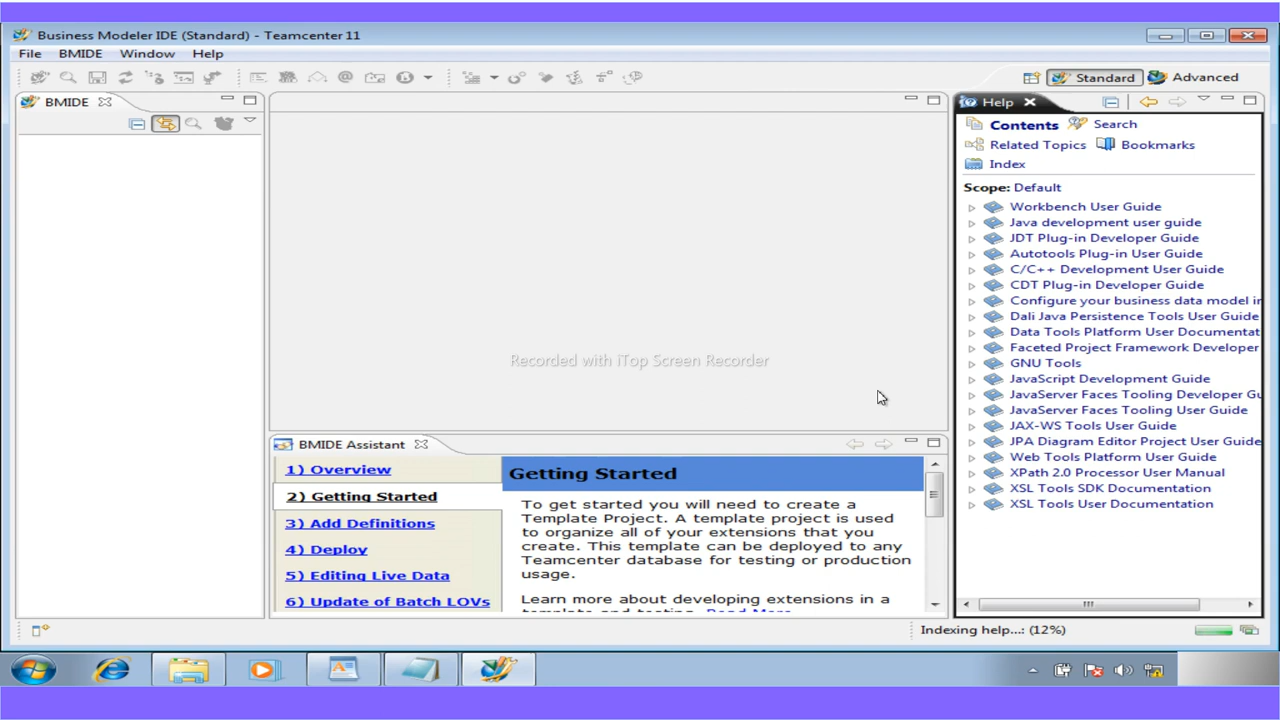 Business Modeler IDE (Standard) - Teamcenter 11
File BMIDE Window Help
Standard Advanced
BMIDE
Help
Contents Search
Related Topics Bookmarks
Index
Scope: Default
Workbench User Guide
Java development user guide
JDT Plug-in Developer Guide
Autotools Plug-in User Guide
C/C++ Development User Guide
CDT Plug-in Developer Guide
Configure your business data model in
Dali Java Persistence Tools User Guide
Data Tools Platform User Documentat
Faceted Project Framework Developer
GNU Tools
JavaScript Development Guide
JavaServer Faces Tooling Developer Gu
JavaServer Faces Tooling User Guide
JAX-WS Tools User Guide
JPA Diagram Editor Project User Guide
Web Tools Platform User Guide
XPath 2.0 Processor User Manual
XSL Tools SDK Documentation
XSL Tools User Documentation
Recorded with iTop Screen Recorder
BMIDE Assistant
1) Overview
2) Getting Started
3) Add Definitions
4) Deploy
5) Editing Live Data
6) Update of Batch LOVs
Getting Started
To get started you will need to create a
Template Project. A template project is used
to organize all of your extensions that you
create. This template can be deployed to any
Teamcenter database for testing or production
usage.
Learn more about developing extensions in a
template and testing. Read More
Indexing help...: (12%)